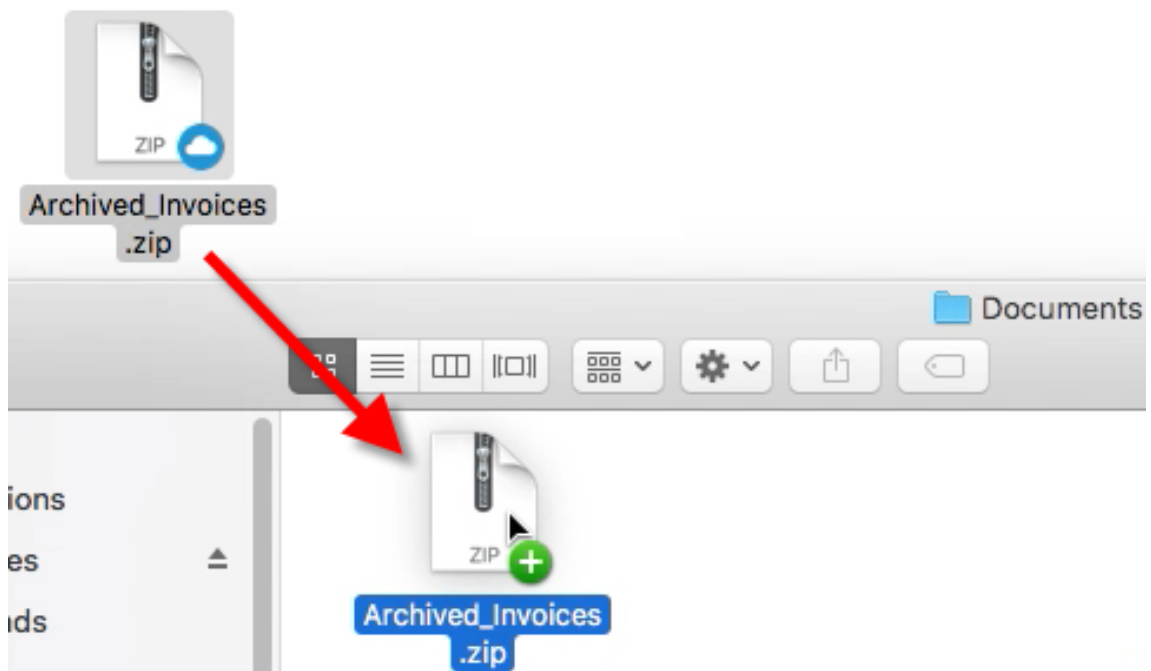 ZIP
Archived_Invoices
.zip
Documents
ions
es
ds
ZIP
Archived_Invoices
.zip